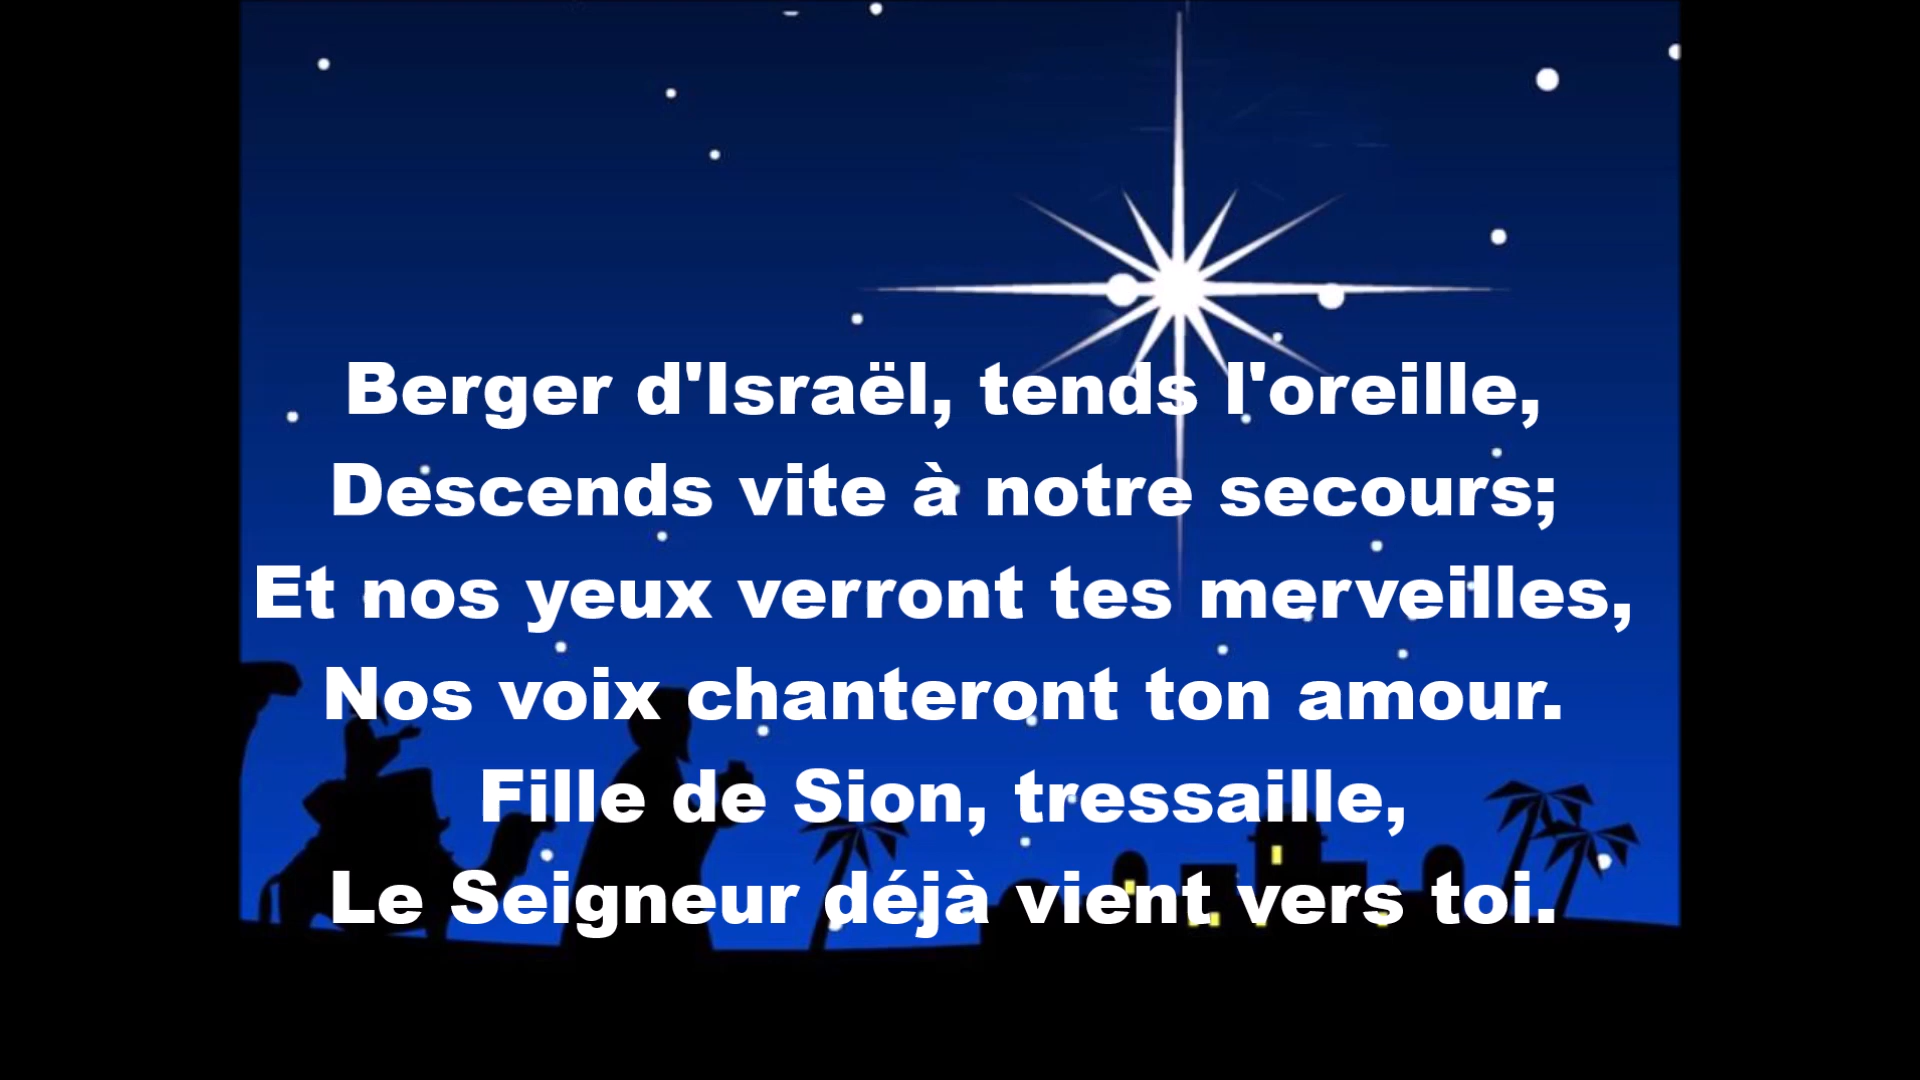 Berger d'Israël, tends l'oreille,
Descends vite à notre secours;
Et nos yeux verront tes merveilles,
Nos voix chanteront ton amour.
Fille de Sion, tressaille,
Le Seigneur déjà vient vers toi.